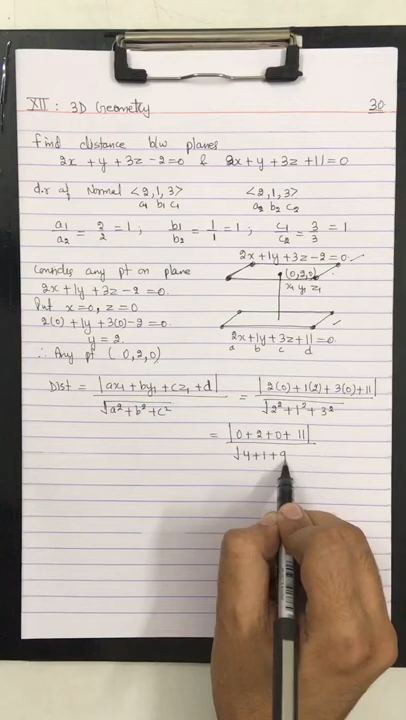 XII : 3D Geometry 30
find distance b/w planes
2x + y + 3z - 2 = 0 & 2x + y + 3z + 11 = 0
d.r of Normal <2, 1, 3> <2, 1, 3>
a₁ b₁ c₁ a₂ b₂ c₂
a₁/a₂ = 2/2 = 1 ; b₁/b₂ = 1/1 = 1 ; c₁/c₂ = 3/3 = 1
2x + 1y + 3z - 2 = 0
Consider any pt on plane
(0, 2, 0)
x₁ y₁ z₁
2x + 1y + 3z - 2 = 0
Put x = 0, z = 0
2(0) + 1y + 3(0) - 2 = 0
y = 2
2x + 1y + 3z + 11 = 0
a b c d
∴ Any pt (0, 2, 0)
Dist = |ax₁ + by₁ + cz₁ + d| / √a² + b² + c² = |2(0) + 1(2) + 3(0) + 11| / √2² + 1² + 3²
= |0 + 2 + 0 + 11| / √4 + 1 + 9